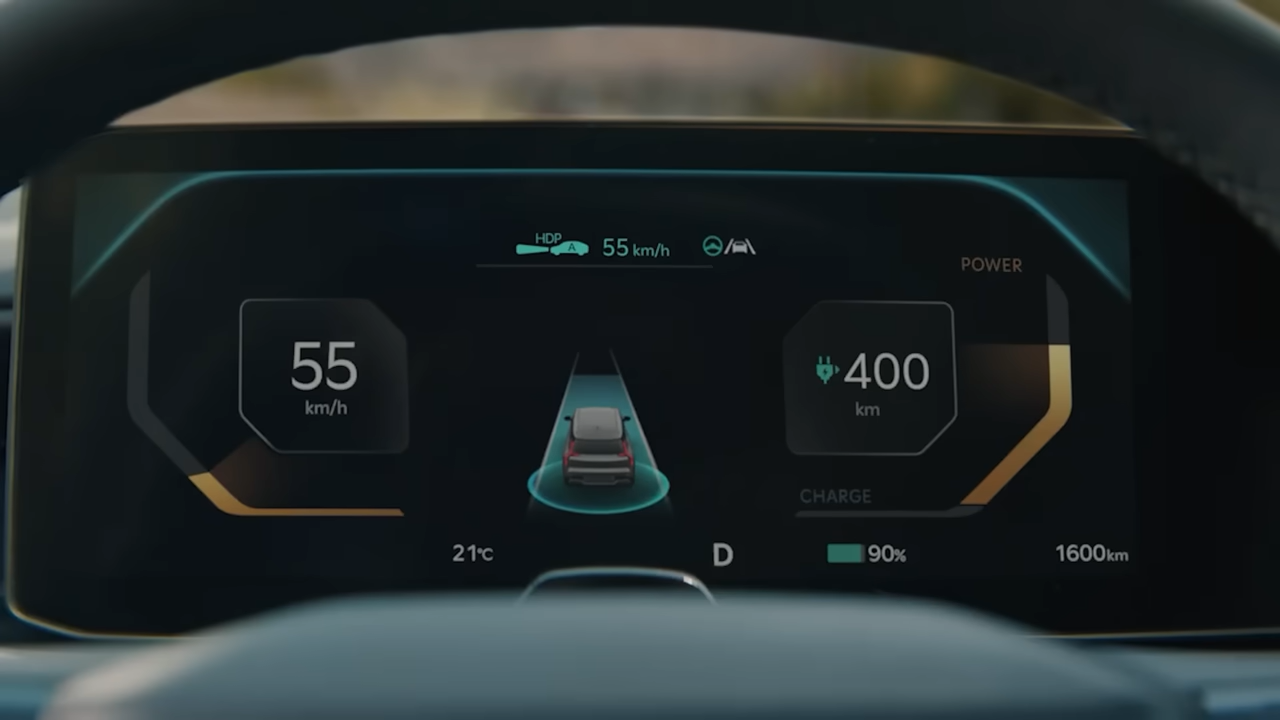 HDP A 55 km/h
POWER
55
km/h
400
km
CHARGE
21°C D 90% 1600km